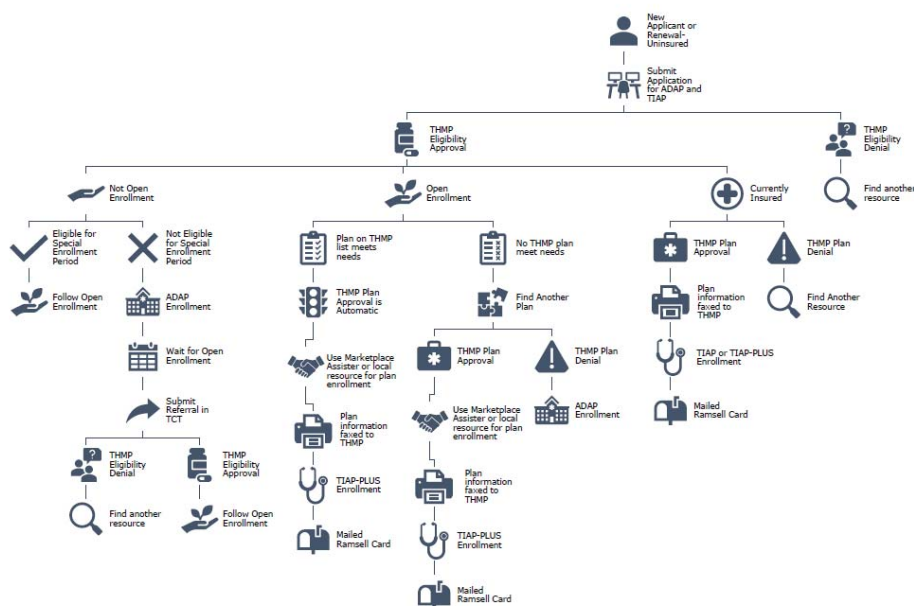 New
Applicant or
Renewal-
Uninsured
Submit
Application
for ADAP and
TIAP
THMP
Eligibility
Approval
THMP
Eligibility
Denial
Find another
resource
Not Open
Enrollment
Open
Enrollment
Currently
Insured
Eligible for
Special
Enrollment
Period
Not Eligible
for Special
Enrollment
Period
Plan on THMP
list meets
needs
No THMP plan
meet needs
THMP Plan
Approval
THMP Plan
Denial
Follow Open
Enrollment
ADAP
Enrollment
THMP Plan
Approval is
Automatic
Find Another
Plan
Plan
information
faxed to
THMP
Find Another
Resource
Wait for Open
Enrollment
Use Marketplace
Assister or local
resource for plan
enrollment
THMP Plan
Approval
THMP Plan
Denial
TIAP or TIAP-PLUS
Enrollment
Submit
Referral in
TCT
Plan
information
faxed to
THMP
Use Marketplace
Assister or local
resource for plan
enrollment
ADAP
Enrollment
Mailed
Ramsell Card
THMP
Eligibility
Denial
THMP
Eligibility
Approval
TIAP-PLUS
Enrollment
Plan
information
faxed to
THMP
Find another
resource
Follow Open
Enrollment
Mailed
Ramsell Card
TIAP-PLUS
Enrollment
Mailed
Ramsell Card